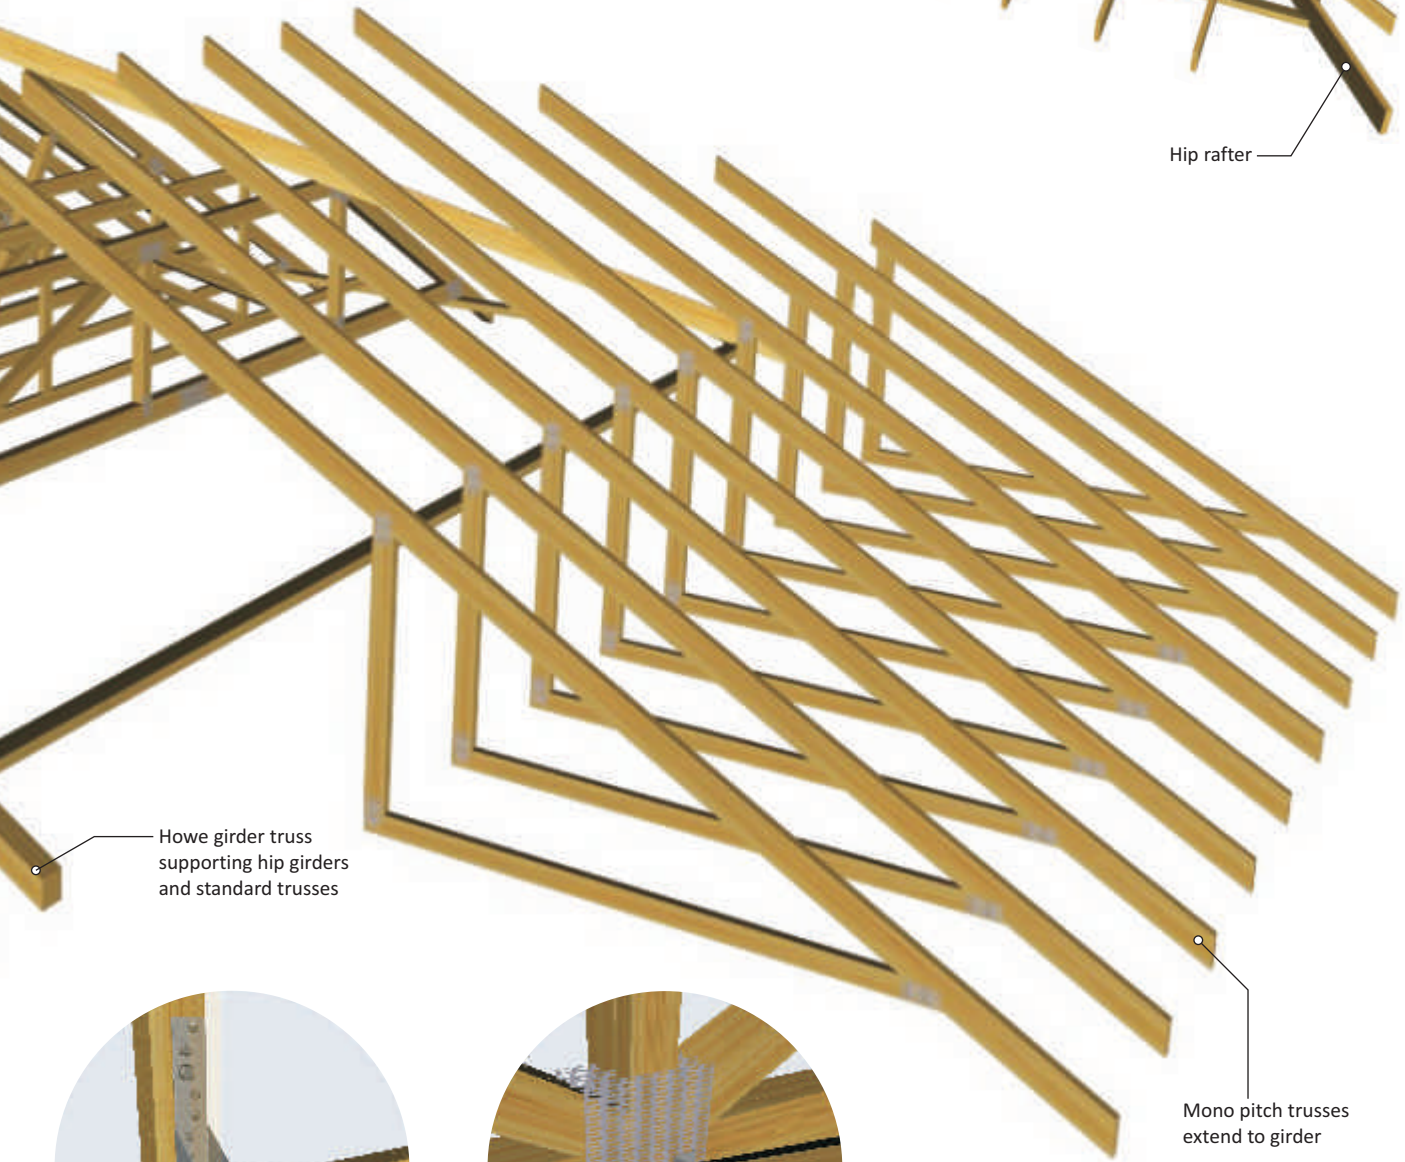 Hip rafter
Howe girder truss
supporting hip girders
and standard trusses
Mono pitch trusses
extend to girder